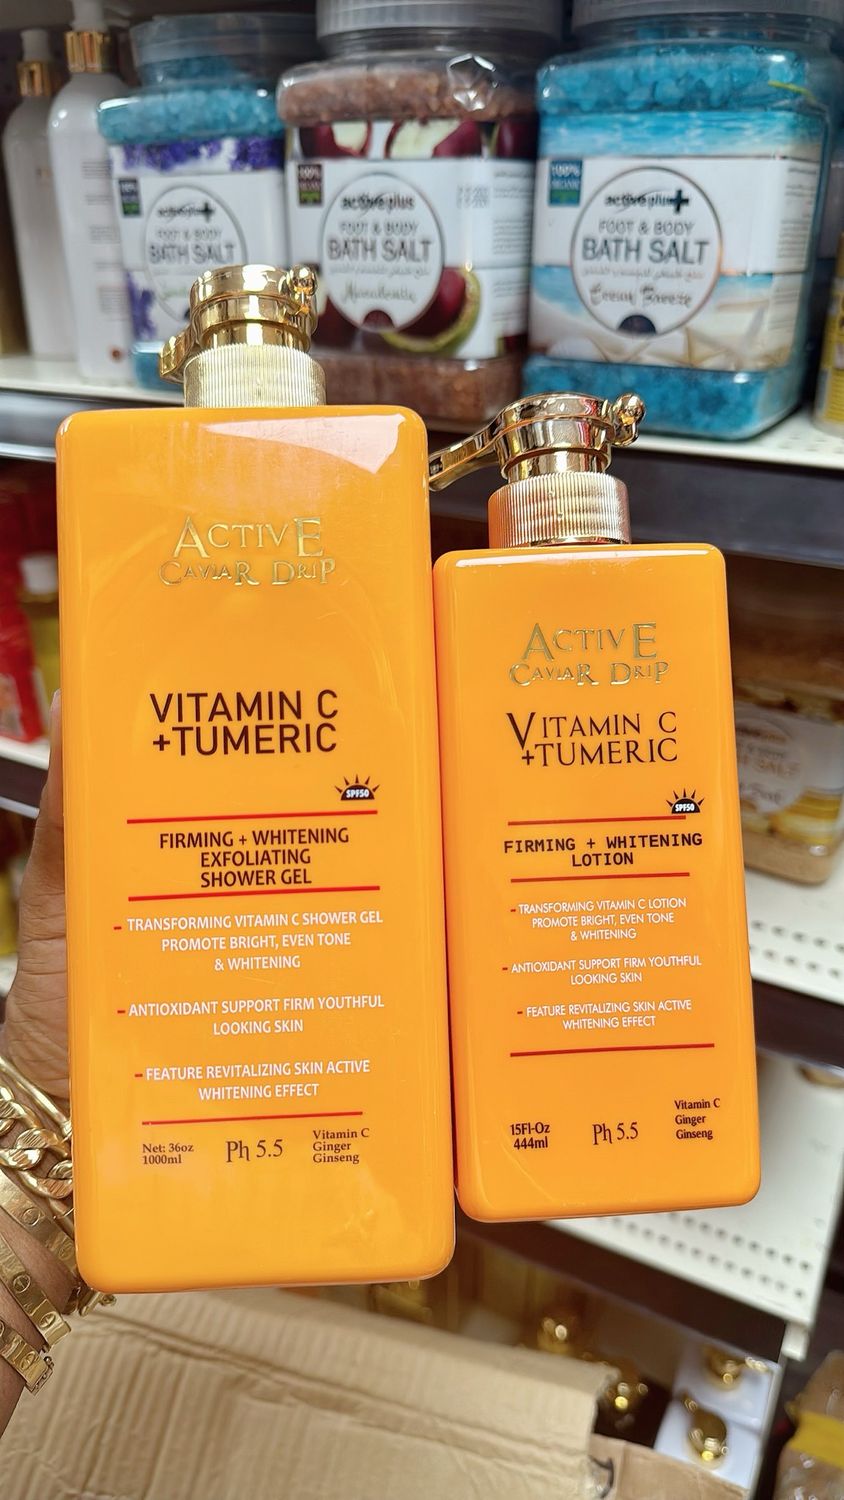 active plus
FOOT & BODY
BATH SALT
100%
active plus
FOOT & BODY
BATH SALT
100%
ORGANIC
active plus
FOOT & BODY
BATH SALT
Ocean Breeze
ACTIVE
CAVIAR DRIP
VITAMIN C
+TUMERIC
SPF50
FIRMING + WHITENING
EXFOLIATING
SHOWER GEL
- TRANSFORMING VITAMIN C SHOWER GEL
PROMOTE BRIGHT, EVEN TONE
& WHITENING
- ANTIOXIDANT SUPPORT FIRM YOUTHFUL
LOOKING SKIN
- FEATURE REVITALIZING SKIN ACTIVE
WHITENING EFFECT
Net: 36oz
1000ml
Ph 5.5
Vitamin C
Ginger
Ginseng
ACTIVE
CAVIAR DRIP
VITAMIN C
+TUMERIC
SPF50
FIRMING + WHITENING
LOTION
- TRANSFORMING VITAMIN C LOTION
PROMOTE BRIGHT, EVEN TONE
& WHITENING
- ANTIOXIDANT SUPPORT FIRM YOUTHFUL
LOOKING SKIN
- FEATURE REVITALIZING SKIN ACTIVE
WHITENING EFFECT
15Fl-Oz
444ml
Ph 5.5
Vitamin C
Ginger
Ginseng